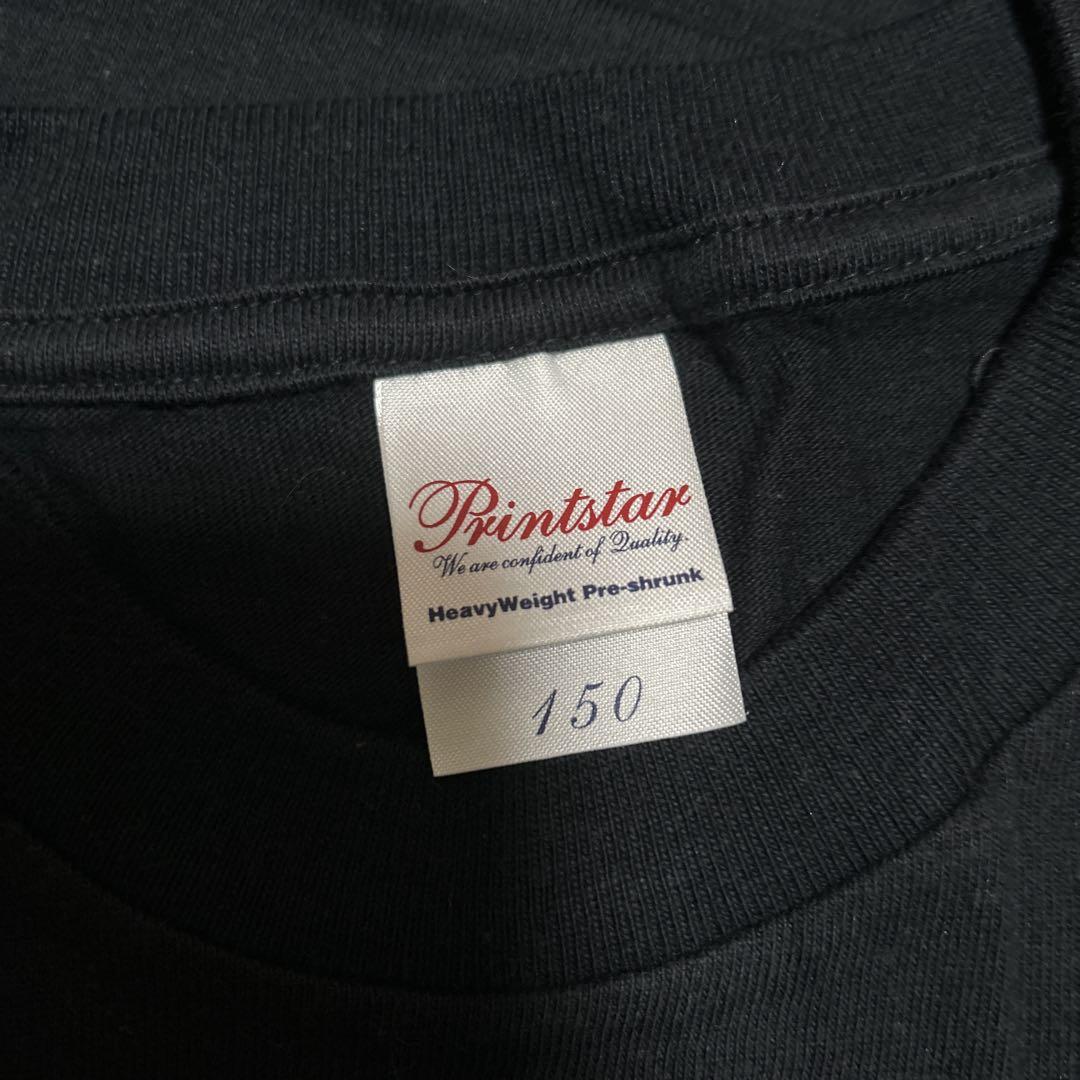 Printstar
We are confident of Quality.
HeavyWeight Pre-shrunk
150